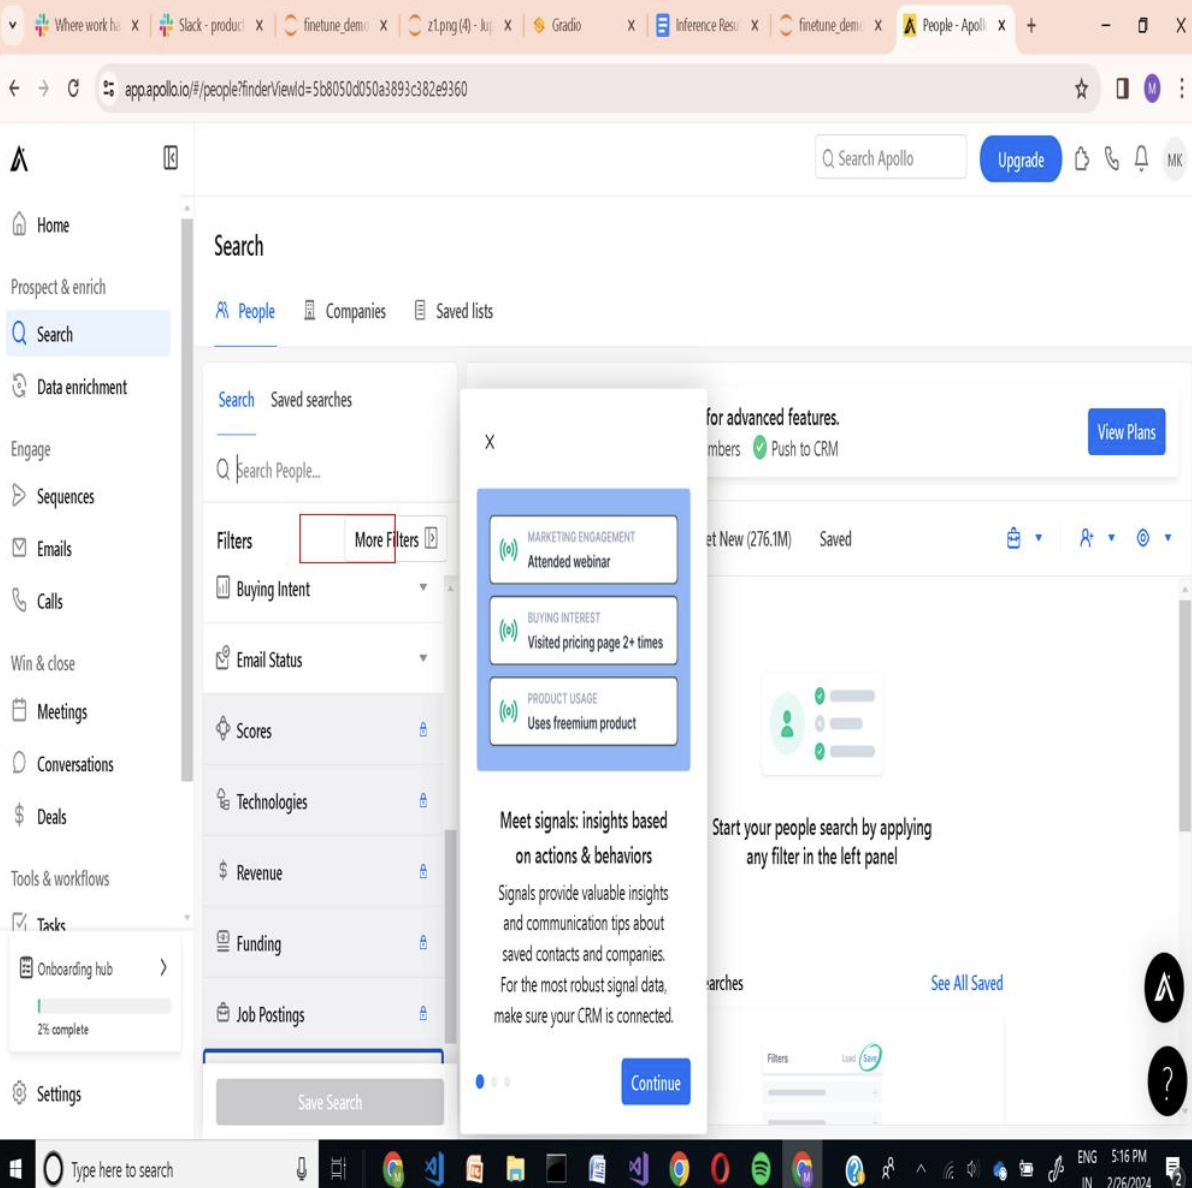 Where work ha
Slack - product
finetune_demo
z1.png(4) - Jup
Gradio
Inference Resu
finetune_demo
People - Apollo
app.apollo.io/#/people?finderViewId=5b8050d050a3893c382e9360
M
Search Apollo
Upgrade
MK
Home
Prospect & enrich
Search
Data enrichment
Engage
Sequences
Emails
Calls
Win & close
Meetings
Conversations
Deals
Tools & workflows
Tasks
Onboarding hub
2% complete
Settings
Search
People
Companies
Saved lists
Search
Saved searches
Search People...
Filters
More Filters
Buying Intent
Email Status
Scores
Technologies
Revenue
Funding
Job Postings
Save Search
X
MARKETING ENGAGEMENT
Attended webinar
BUYING INTEREST
Visited pricing page 2+ times
PRODUCT USAGE
Uses freemium product
Meet signals: insights based
on actions & behaviors
Signals provide valuable insights
and communication tips about
saved contacts and companies.
For the most robust signal data,
make sure your CRM is connected.
Continue
for advanced features.
mbers
Push to CRM
View Plans
et New (276.1M)
Saved
Start your people search by applying
any filter in the left panel
earches
See All Saved
Filters
Load
Save
?
Type here to search
ENG
IN
5:16 PM
2/26/2024
2